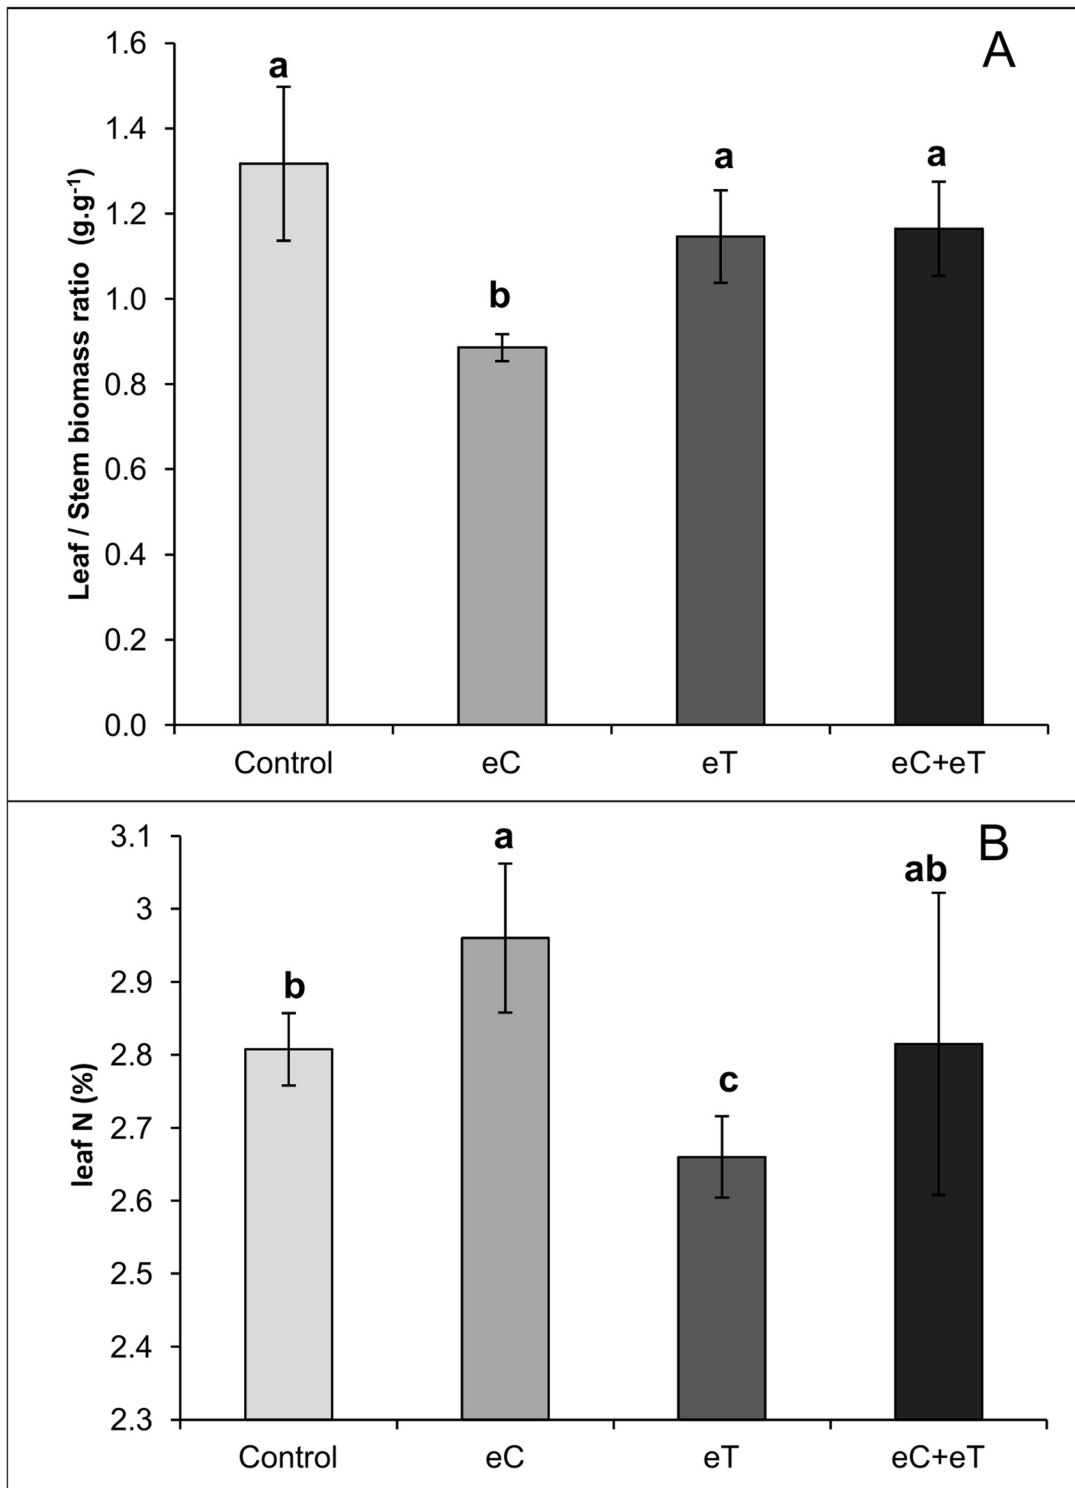 A
Leaf / Stem biomass ratio (g.g⁻¹)
1.6
1.4
1.2
1.0
0.8
0.6
0.4
0.2
0.0
a
b
a
a
Control eC eT eC+eT
B
leaf N (%)
3.1
3
2.9
2.8
2.7
2.6
2.5
2.4
2.3
b
a
c
ab
Control eC eT eC+eT